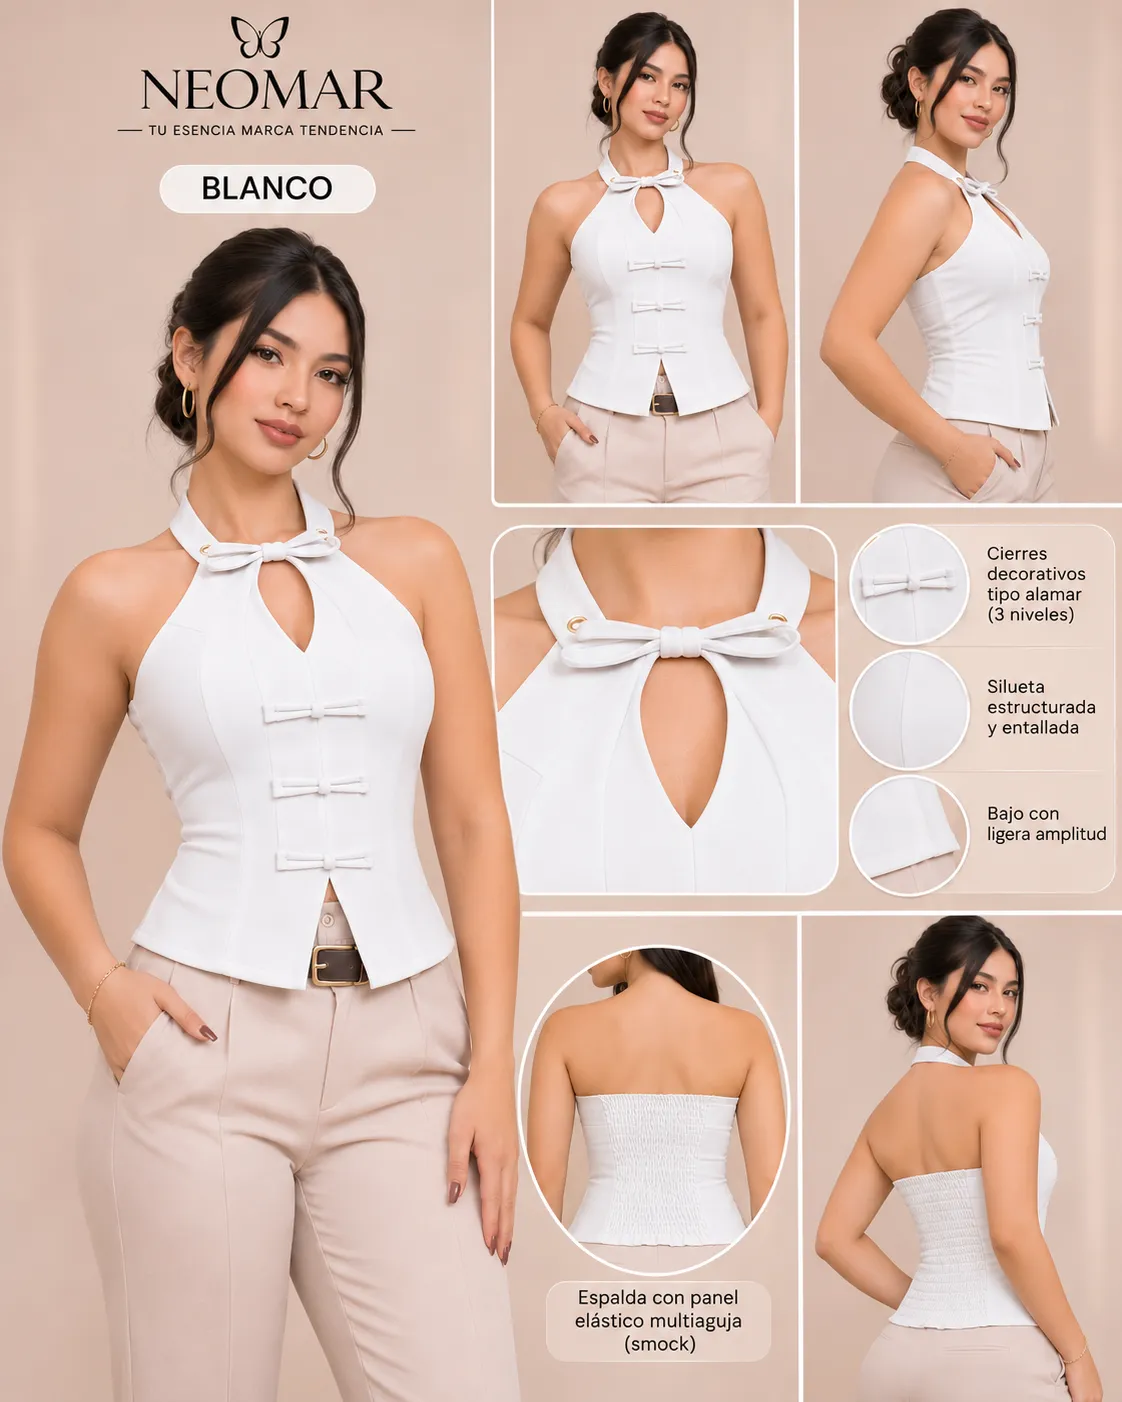 NEOMAR
TU ESENCIA MARCA TENDENCIA
BLANCO
Cierres
decorativos
tipo alamar
(3 niveles)
Silueta
estructurada
y entallada
Bajo con
ligera amplitud
Espalda con panel
elástico multiaguja
(smock)